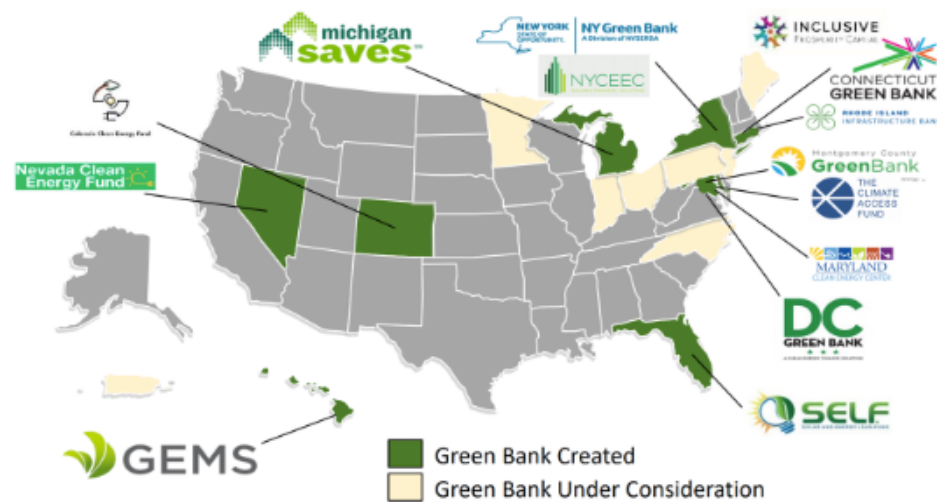 michigan
saves
NEW YORK
STATE OF
OPPORTUNITY.
NY Green Bank
A Division of NYSERDA
NYCEEC
INCLUSIVE
PROSPERITY CAPITAL
CONNECTICUT
GREEN BANK
RHODE ISLAND
INFRASTRUCTURE BANK
Colorado Clean Energy Fund
Nevada Clean
Energy Fund
Montgomery County
GreenBank
THE
CLIMATE
ACCESS
FUND
MARYLAND
CLEAN ENERGY CENTER
DC
GREEN BANK
SELF
GEMS
Green Bank Created
Green Bank Under Consideration